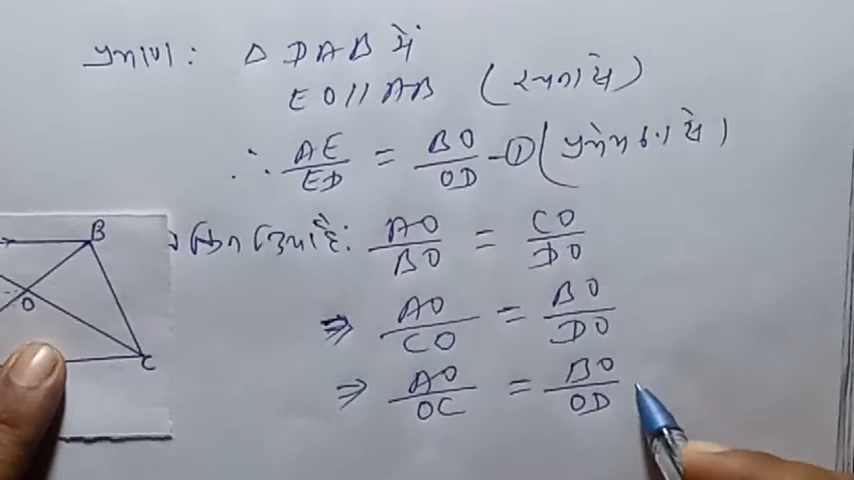 प्रमाण: △ DAB में
EO//AB (रचना से)
∴ AE/ED = BO/OD -① (प्रमेय 6.1 से)
दिया है: AO/BO = CO/DO
⇒ AO/CO = BO/DO
⇒ AO/OC = BO/OD
B
O
C